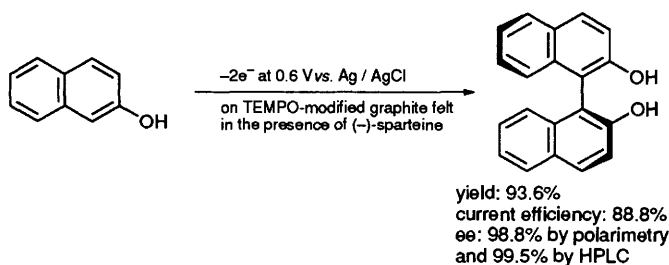 –2e⁻ at 0.6 V vs. Ag / AgCl
on TEMPO-modified graphite felt
in the presence of (–)-sparteine
OH
OH
OH
yield: 93.6%
current efficiency: 88.8%
ee: 98.8% by polarimetry
and 99.5% by HPLC